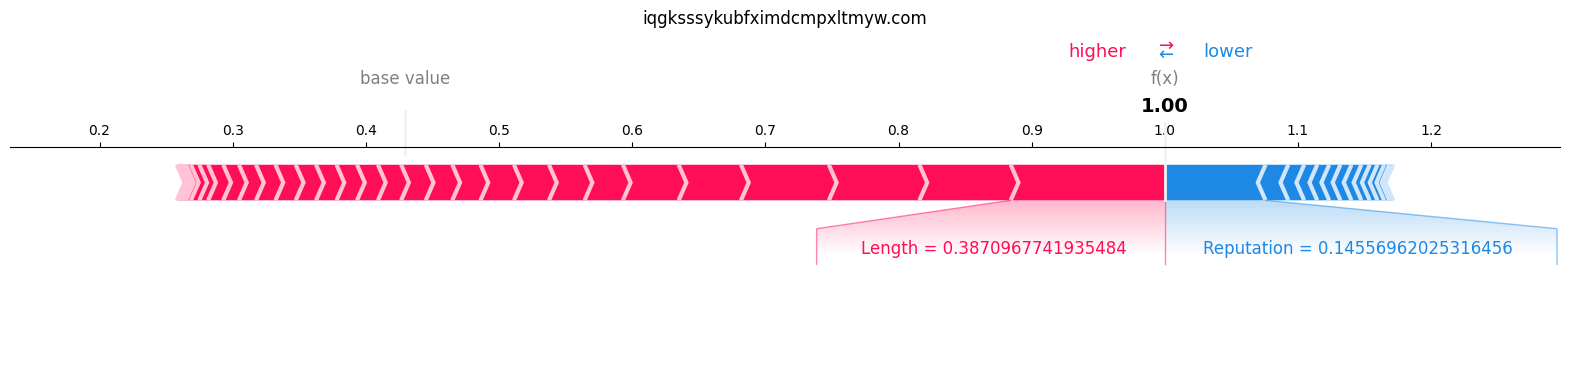 iqgksssykubfximdcmpxltmyw.com
higher → ← lower
base value f(x)
1.00
0.2 0.3 0.4 0.5 0.6 0.7 0.8 0.9 1.0 1.1 1.2
Length = 0.3870967741935484 Reputation = 0.14556962025316456